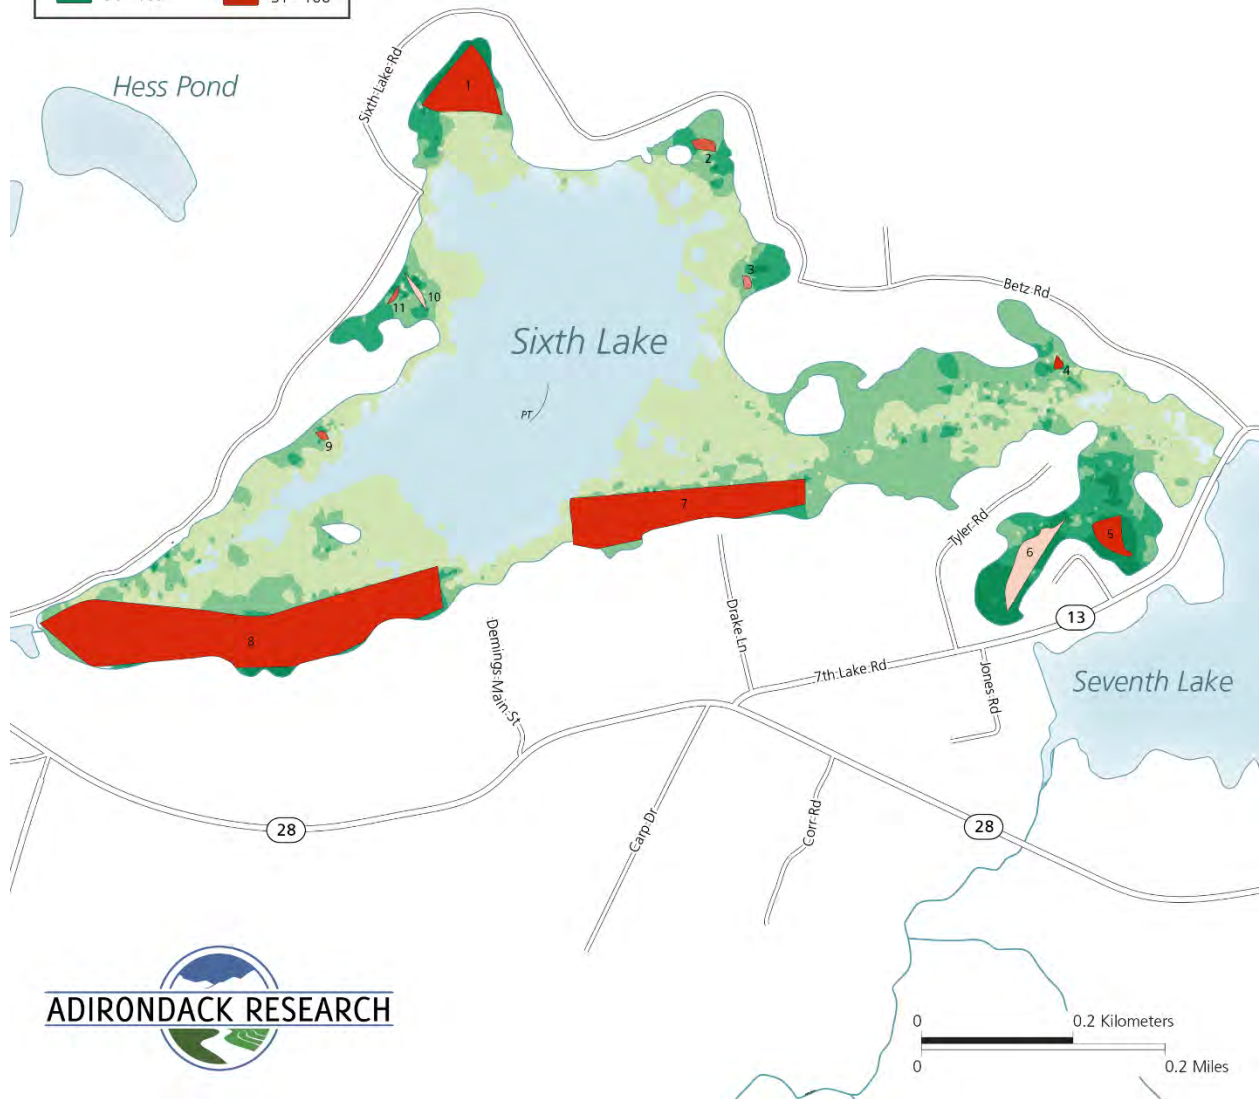 91 - 100
Hess Pond
Sixth Lake Rd
1
2
3
10
11
Betz Rd
Sixth Lake
4
PT
9
7
Tyler Rd
5
6
8
Drake Ln
13
Demings Main St
7th Lake Rd
Jones Rd
Seventh Lake
28
Carp Dr
Corr Rd
28
ADIRONDACK RESEARCH
0
0.2 Kilometers
0
0.2 Miles